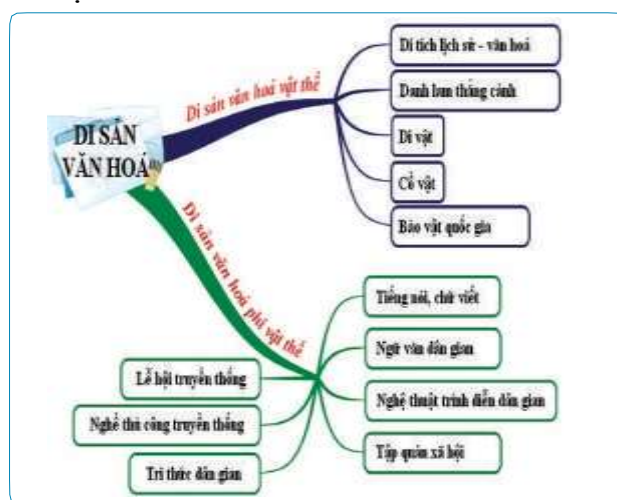 DI SẢN
VĂN HOÁ
Di sản văn hoá vật thể
Di tích lịch sử - văn hoá
Danh lam thắng cảnh
Di vật
Cổ vật
Bảo vật quốc gia
Di sản văn hoá phi vật thể
Tiếng nói, chữ viết
Ngữ văn dân gian
Nghệ thuật trình diễn dân gian
Tập quán xã hội
Lễ hội truyền thống
Nghề thủ công truyền thống
Tri thức dân gian